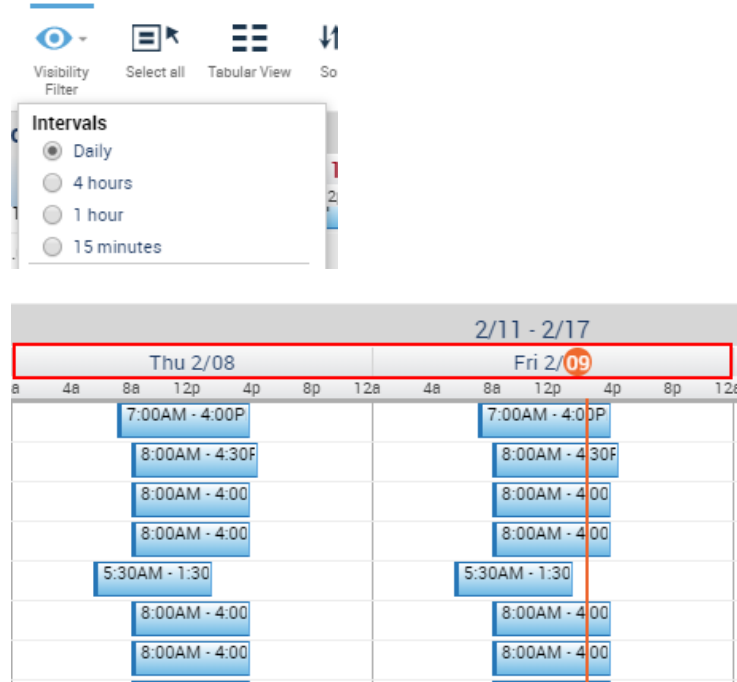 Visibility Filter Select all Tabular View So
Intervals
Daily
4 hours
1 hour
15 minutes
2/11 - 2/17
Thu 2/08 Fri 2/09
4a 8a 12p 4p 8p 12a 4a 8a 12p 4p 8p 12a
7:00AM - 4:00P 7:00AM - 4:00P
8:00AM - 4:30P 8:00AM - 4:30P
8:00AM - 4:00 8:00AM - 4:00
8:00AM - 4:00 8:00AM - 4:00
5:30AM - 1:30 5:30AM - 1:30
8:00AM - 4:00 8:00AM - 4:00
8:00AM - 4:00 8:00AM - 4:00